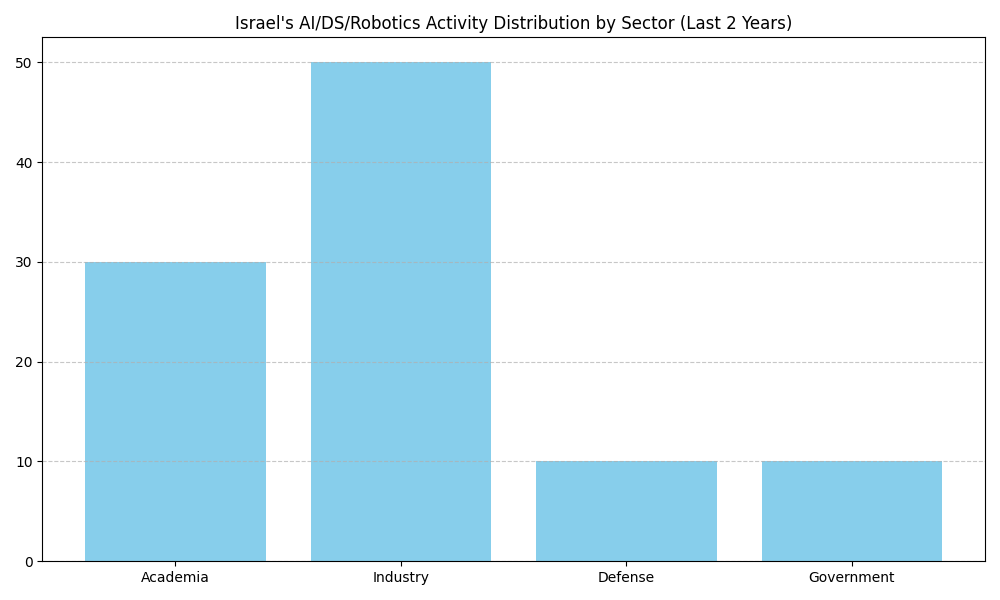 Israel's AI/DS/Robotics Activity Distribution by Sector (Last 2 Years)
50
40
30
20
10
0
Academia
Industry
Defense
Government